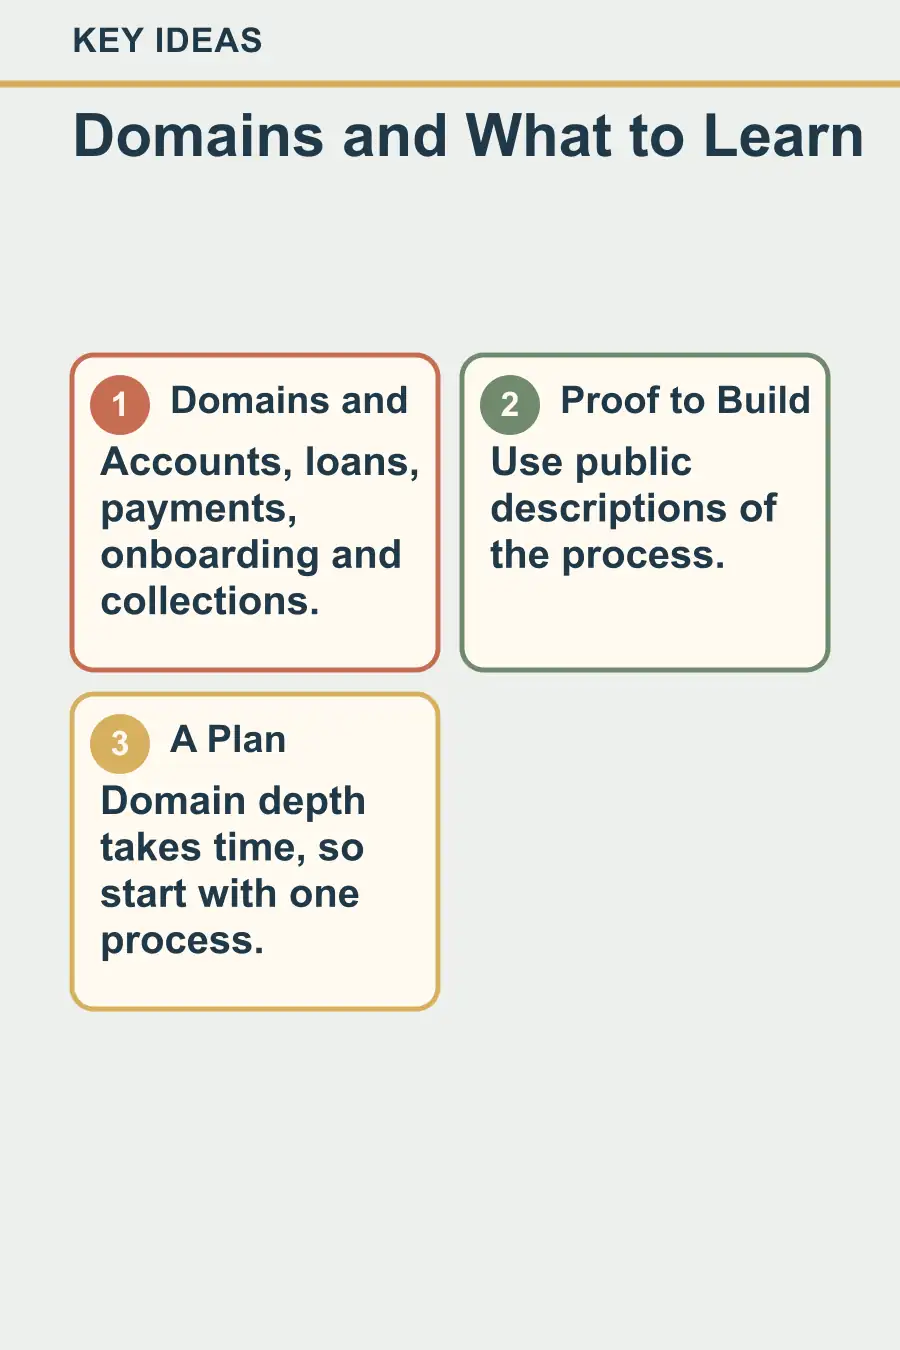 KEY IDEAS
Domains and What to Learn
1 Domains and
Accounts, loans,
payments,
onboarding and
collections.
2 Proof to Build
Use public
descriptions of
the process.
3 A Plan
Domain depth
takes time, so
start with one
process.